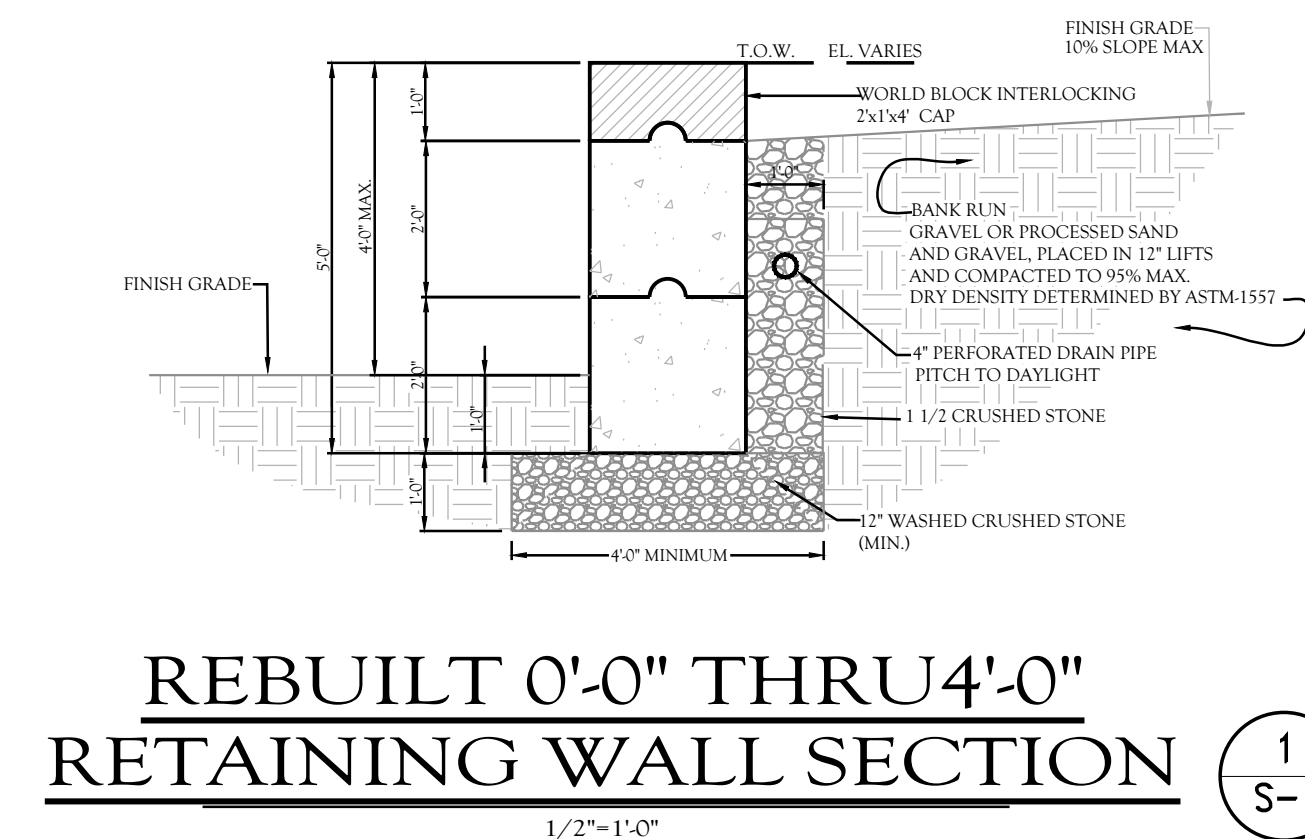 FINISH GRADE
10% SLOPE MAX
T.O.W. EL. VARIES
WORLD BLOCK INTERLOCKING
2'x1'x4' CAP
1'-0"
5'-0"
4'-0" MAX.
2'-0"
1'-0"
BANK RUN
GRAVEL OR PROCESSED SAND
AND GRAVEL, PLACED IN 12" LIFTS
AND COMPACTED TO 95% MAX.
DRY DENSITY DETERMINED BY ASTM-1557
FINISH GRADE
4" PERFORATED DRAIN PIPE
PITCH TO DAYLIGHT
2'-0"
1'-0"
1 1/2 CRUSHED STONE
1'-0"
12" WASHED CRUSHED STONE
(MIN.)
4'-0" MINIMUM
REBUILT 0'-0" THRU4'-0"
RETAINING WALL SECTION
1/2"=1'-0"
1
S-